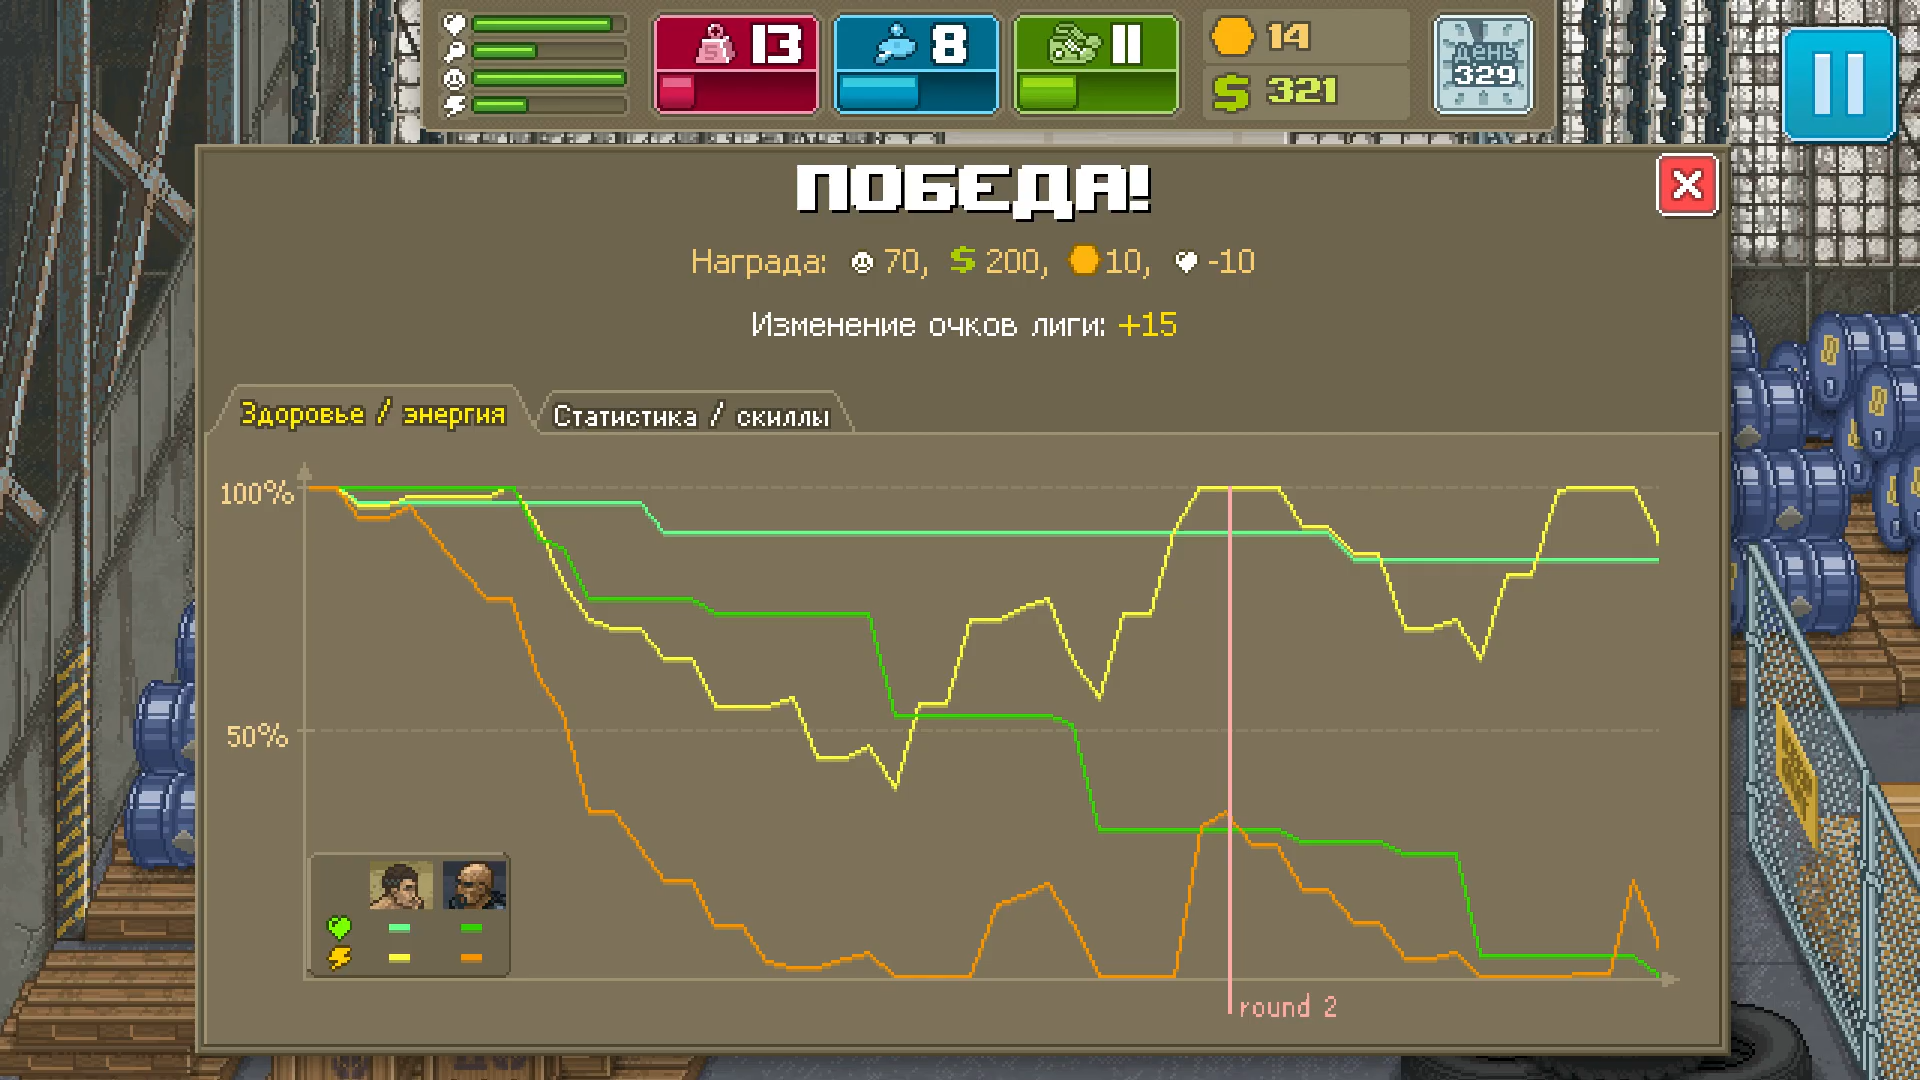 13
8
11
14
$ 321
день
329
ПОБЕДА!
Награда: 70, $ 200, 10, -10
Изменение очков лиги: +15
Здоровье / энергия
Статистика / скиллы
100%
50%
round 2